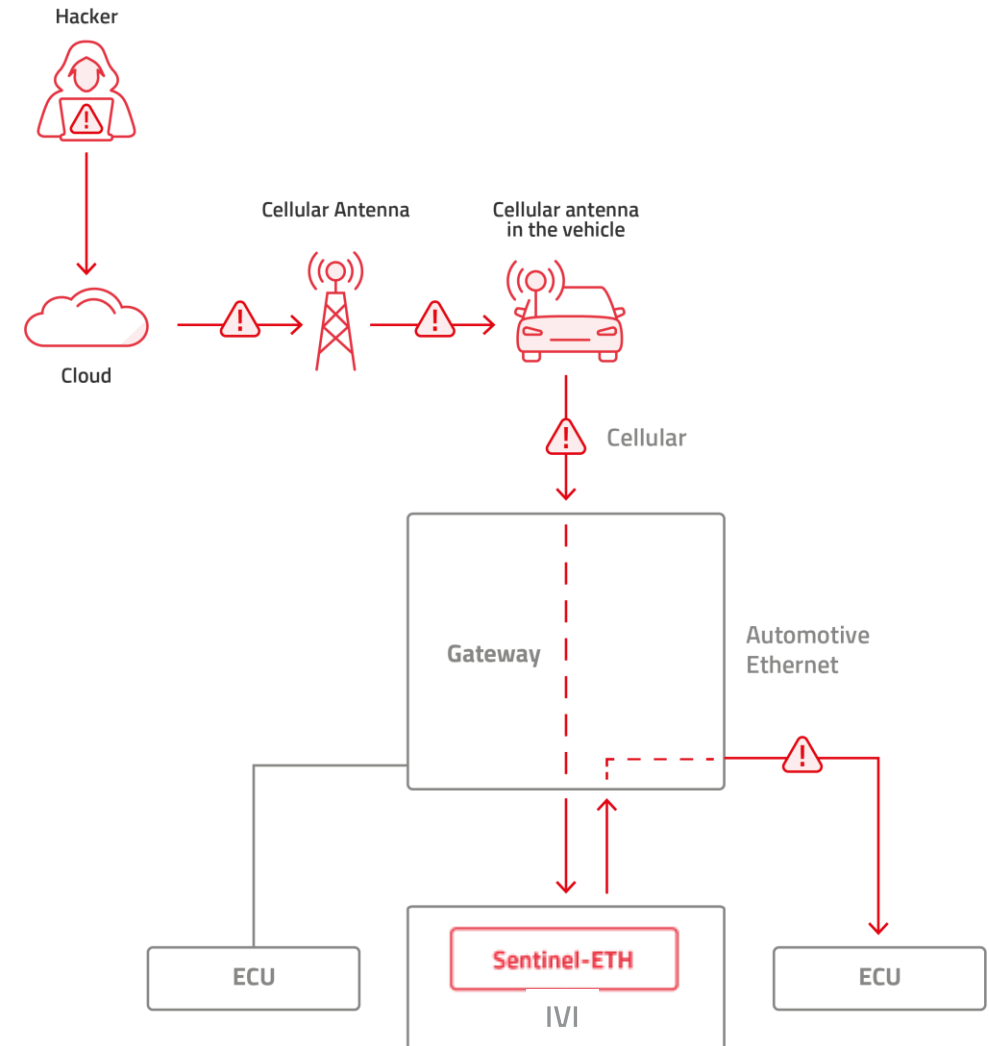 Hacker
Cellular Antenna
Cellular antenna
in the vehicle
Cloud
Cellular
Gateway
Automotive
Ethernet
ECU
Sentinel-ETH
IVI
ECU